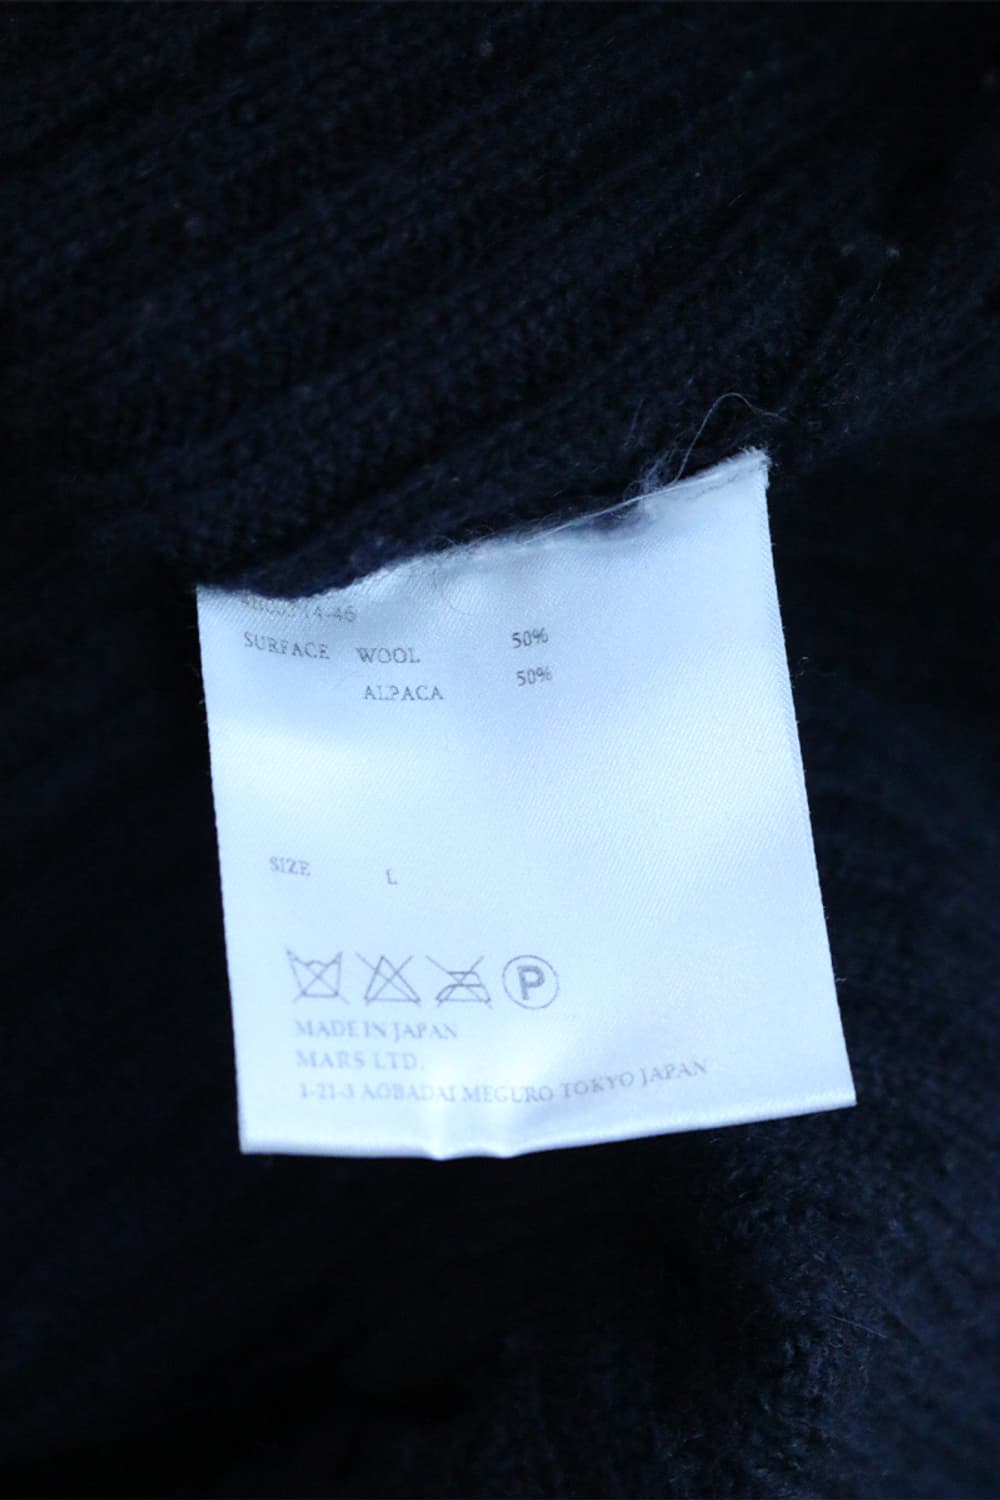 SURFACE WOOL 50%
ALPACA 50%
SIZE L
P
MADE IN JAPAN
MARS LTD.
1-21-3 AOBADAI MEGURO TOKYO JAPAN